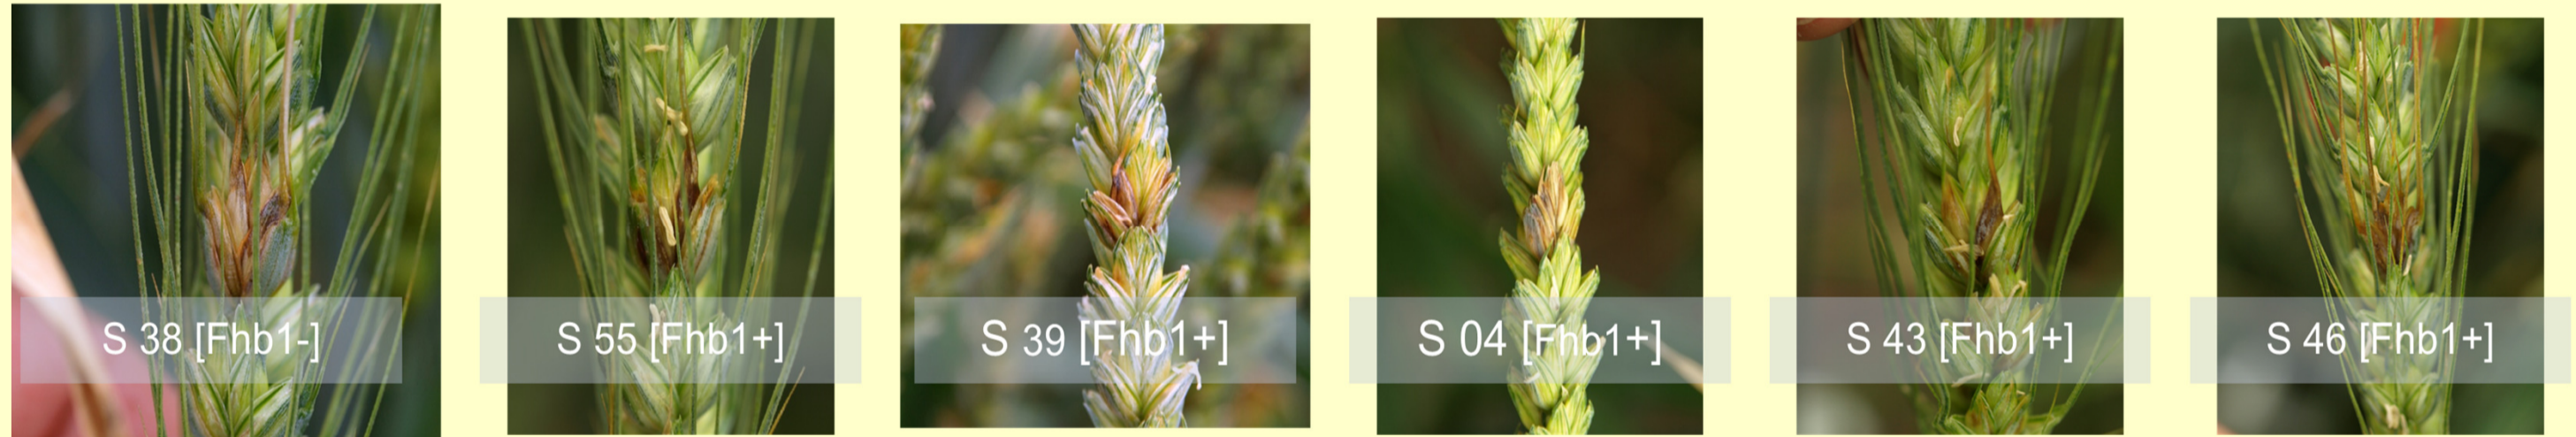 S 38 [Fhb1-]
S 55 [Fhb1+]
S 39 [Fhb1+]
S 04 [Fhb1+]
S 43 [Fhb1+]
S 46 [Fhb1+]